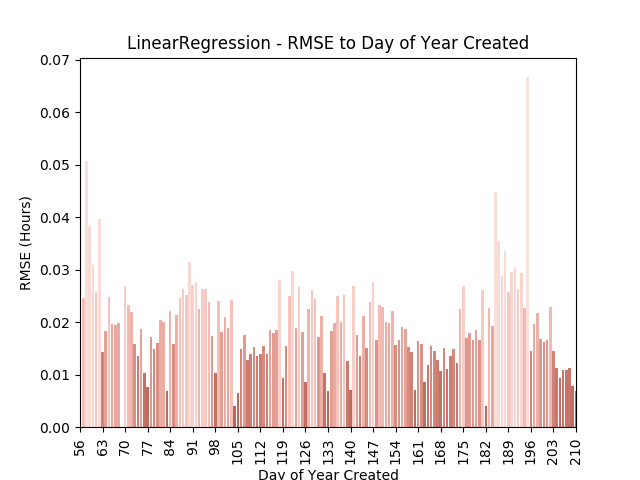 LinearRegression - RMSE to Day of Year Created
RMSE (Hours)
0.07
0.06
0.05
0.04
0.03
0.02
0.01
0.00
56 63 70 77 84 91 98 105 112 119 126 133 140 147 154 161 168 175 182 189 196 203 210
Day of Year Created